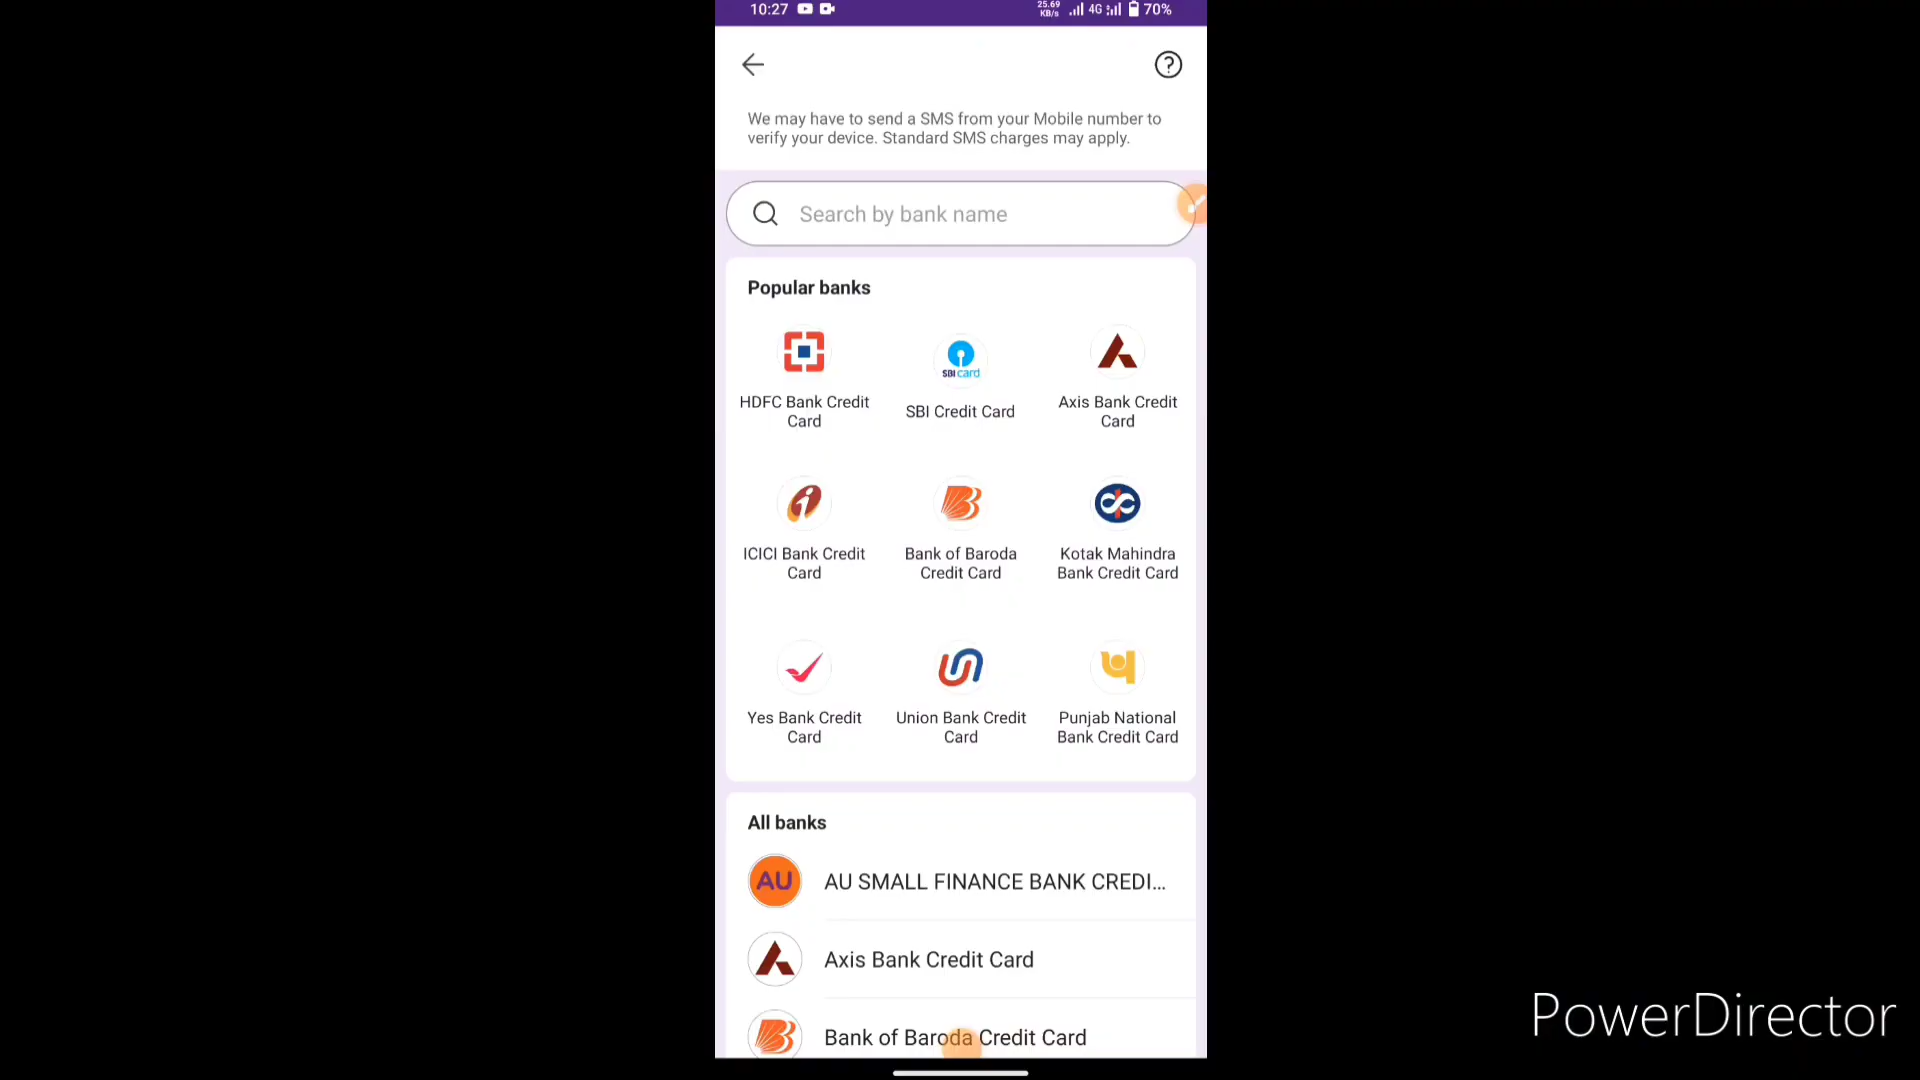 10:27
25.69
KB/s
4G
70%
We may have to send a SMS from your Mobile number to
verify your device. Standard SMS charges may apply.
Search by bank name
Popular banks
SBI card
HDFC Bank Credit
Card
SBI Credit Card
Axis Bank Credit
Card
ICICI Bank Credit
Card
Bank of Baroda
Credit Card
Kotak Mahindra
Bank Credit Card
Yes Bank Credit
Card
Union Bank Credit
Card
Punjab National
Bank Credit Card
All banks
AU
AU SMALL FINANCE BANK CREDI...
Axis Bank Credit Card
Bank of Baroda Credit Card
PowerDirector